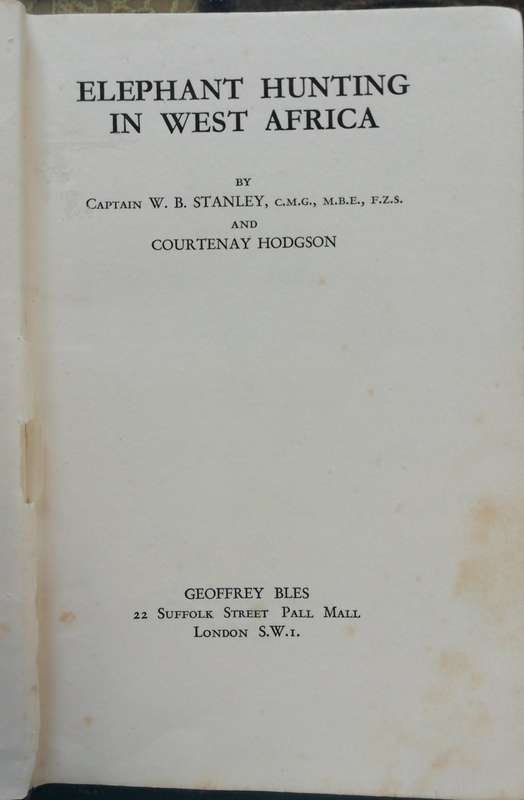 ELEPHANT HUNTING
IN WEST AFRICA
BY
CAPTAIN W. B. STANLEY, C.M.G., M.B.E., F.Z.S.
AND
COURTENAY HODGSON
GEOFFREY BLES
22 SUFFOLK STREET PALL MALL
LONDON S.W.1.